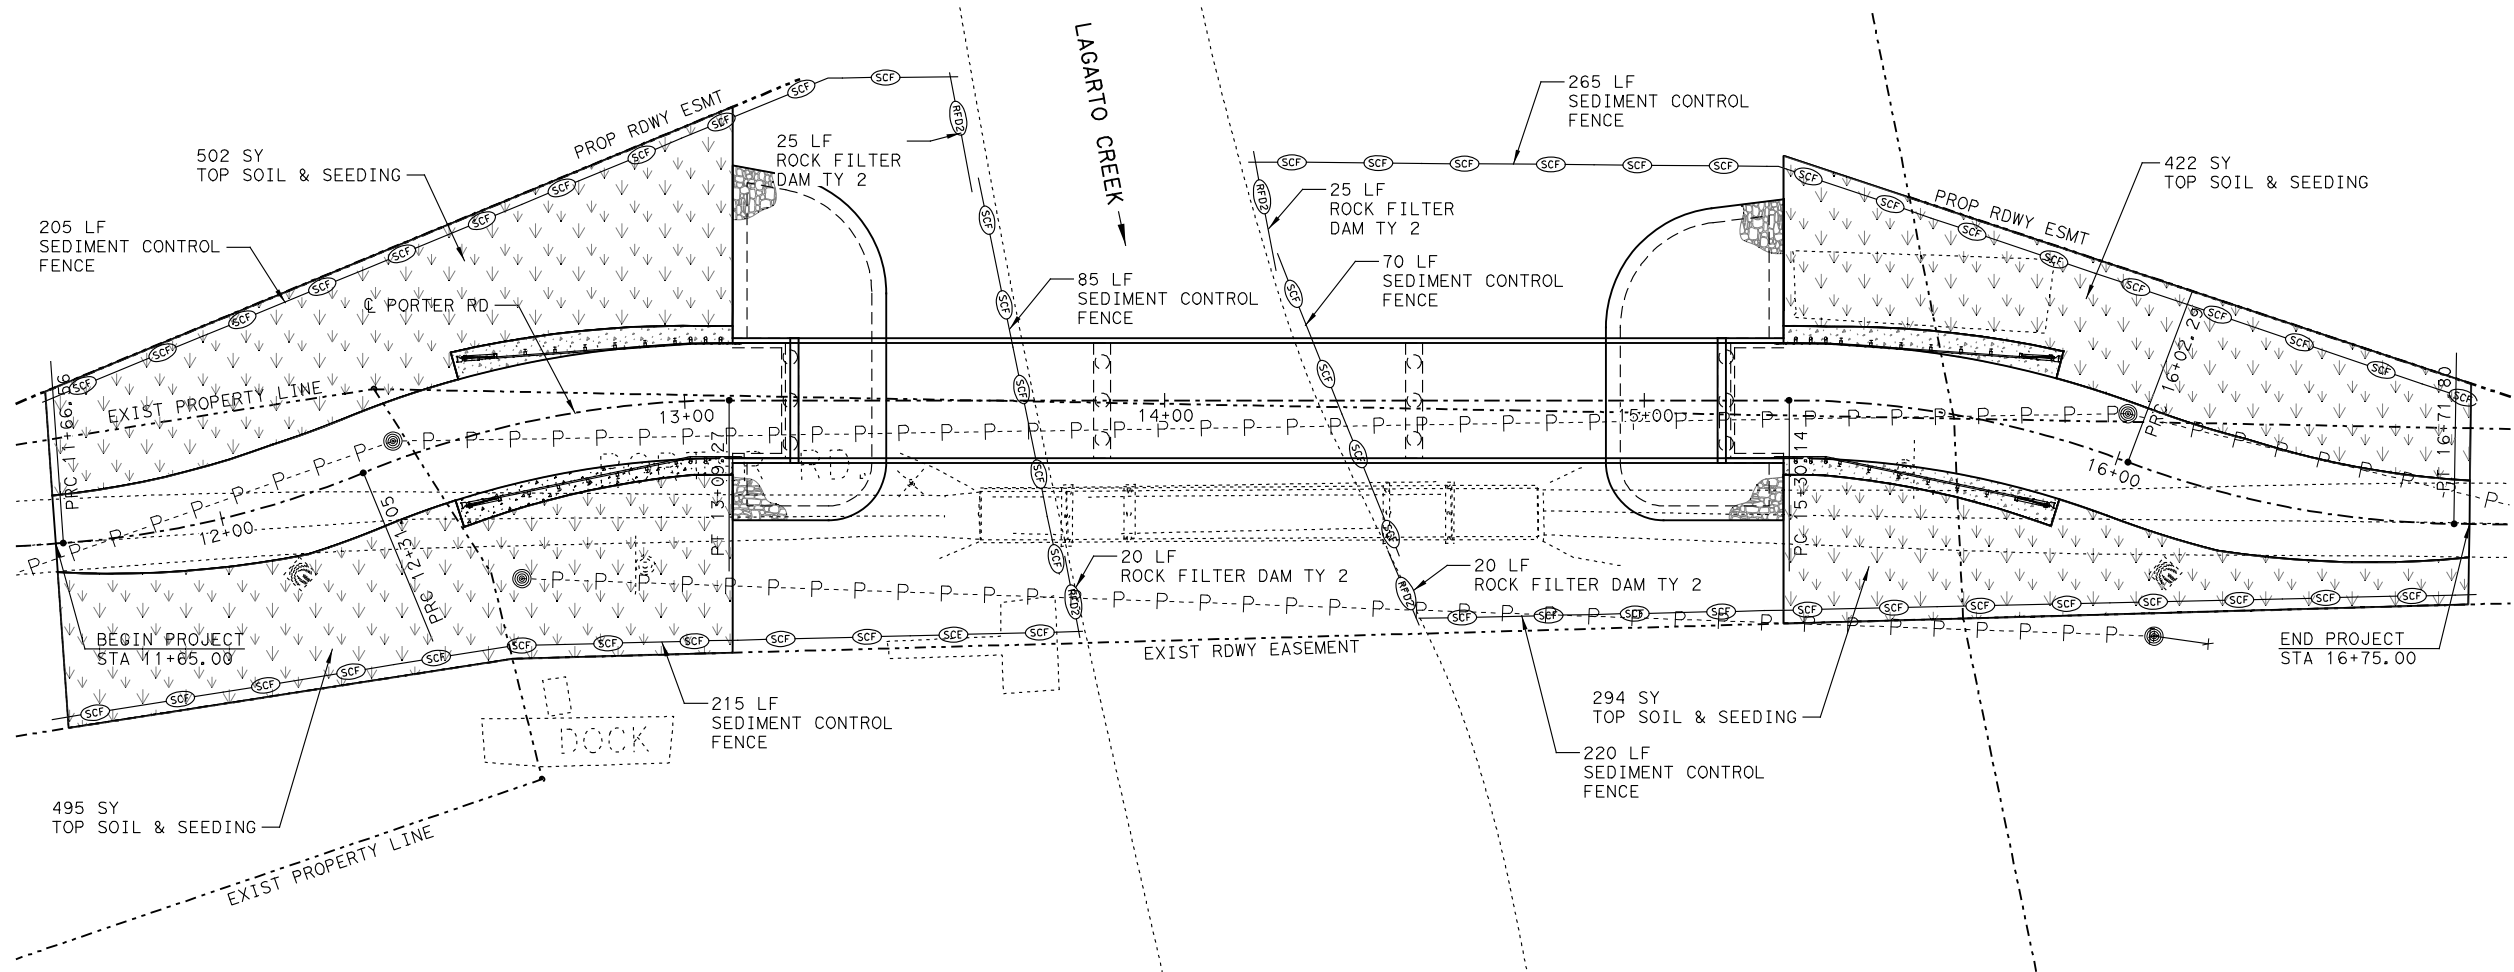 LAGARTO CREEK
265 LF
SEDIMENT CONTROL
FENCE
PROP RDWY ESMT
25 LF
ROCK FILTER
DAM TY 2
502 SY
TOP SOIL & SEEDING
422 SY
TOP SOIL & SEEDING
25 LF
ROCK FILTER
DAM TY 2
PROP RDWY ESMT
205 LF
SEDIMENT CONTROL
FENCE
85 LF
SEDIMENT CONTROL
FENCE
70 LF
SEDIMENT CONTROL
FENCE
℄ PORTER RD
EXIST PROPERTY LINE
PRC 11+66.56
12+00
PRC 12+31.05
13+00
PT 13+09.27
14+00
15+00
PC 15+30.14
16+00
PRC 16+02.29
PT 16+71.80
20 LF
ROCK FILTER DAM TY 2
20 LF
ROCK FILTER DAM TY 2
BEGIN PROJECT
STA 11+65.00
EXIST RDWY EASEMENT
END PROJECT
STA 16+75.00
215 LF
SEDIMENT CONTROL
FENCE
294 SY
TOP SOIL & SEEDING
DOCK
220 LF
SEDIMENT CONTROL
FENCE
495 SY
TOP SOIL & SEEDING
EXIST PROPERTY LINE
SCF
RFD2
P